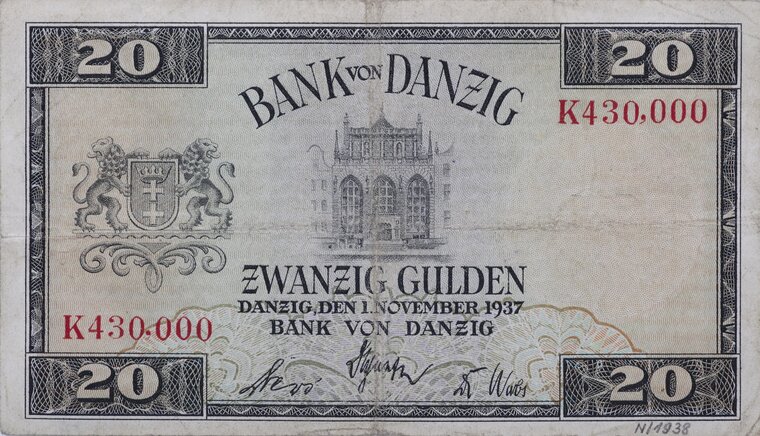 20 20
BANK VON DANZIG
K430,000
ZWANZIG GULDEN
DANZIG, DEN 1. NOVEMBER 1937
K430,000
BANK VON DANZIG
20 20
N/1938